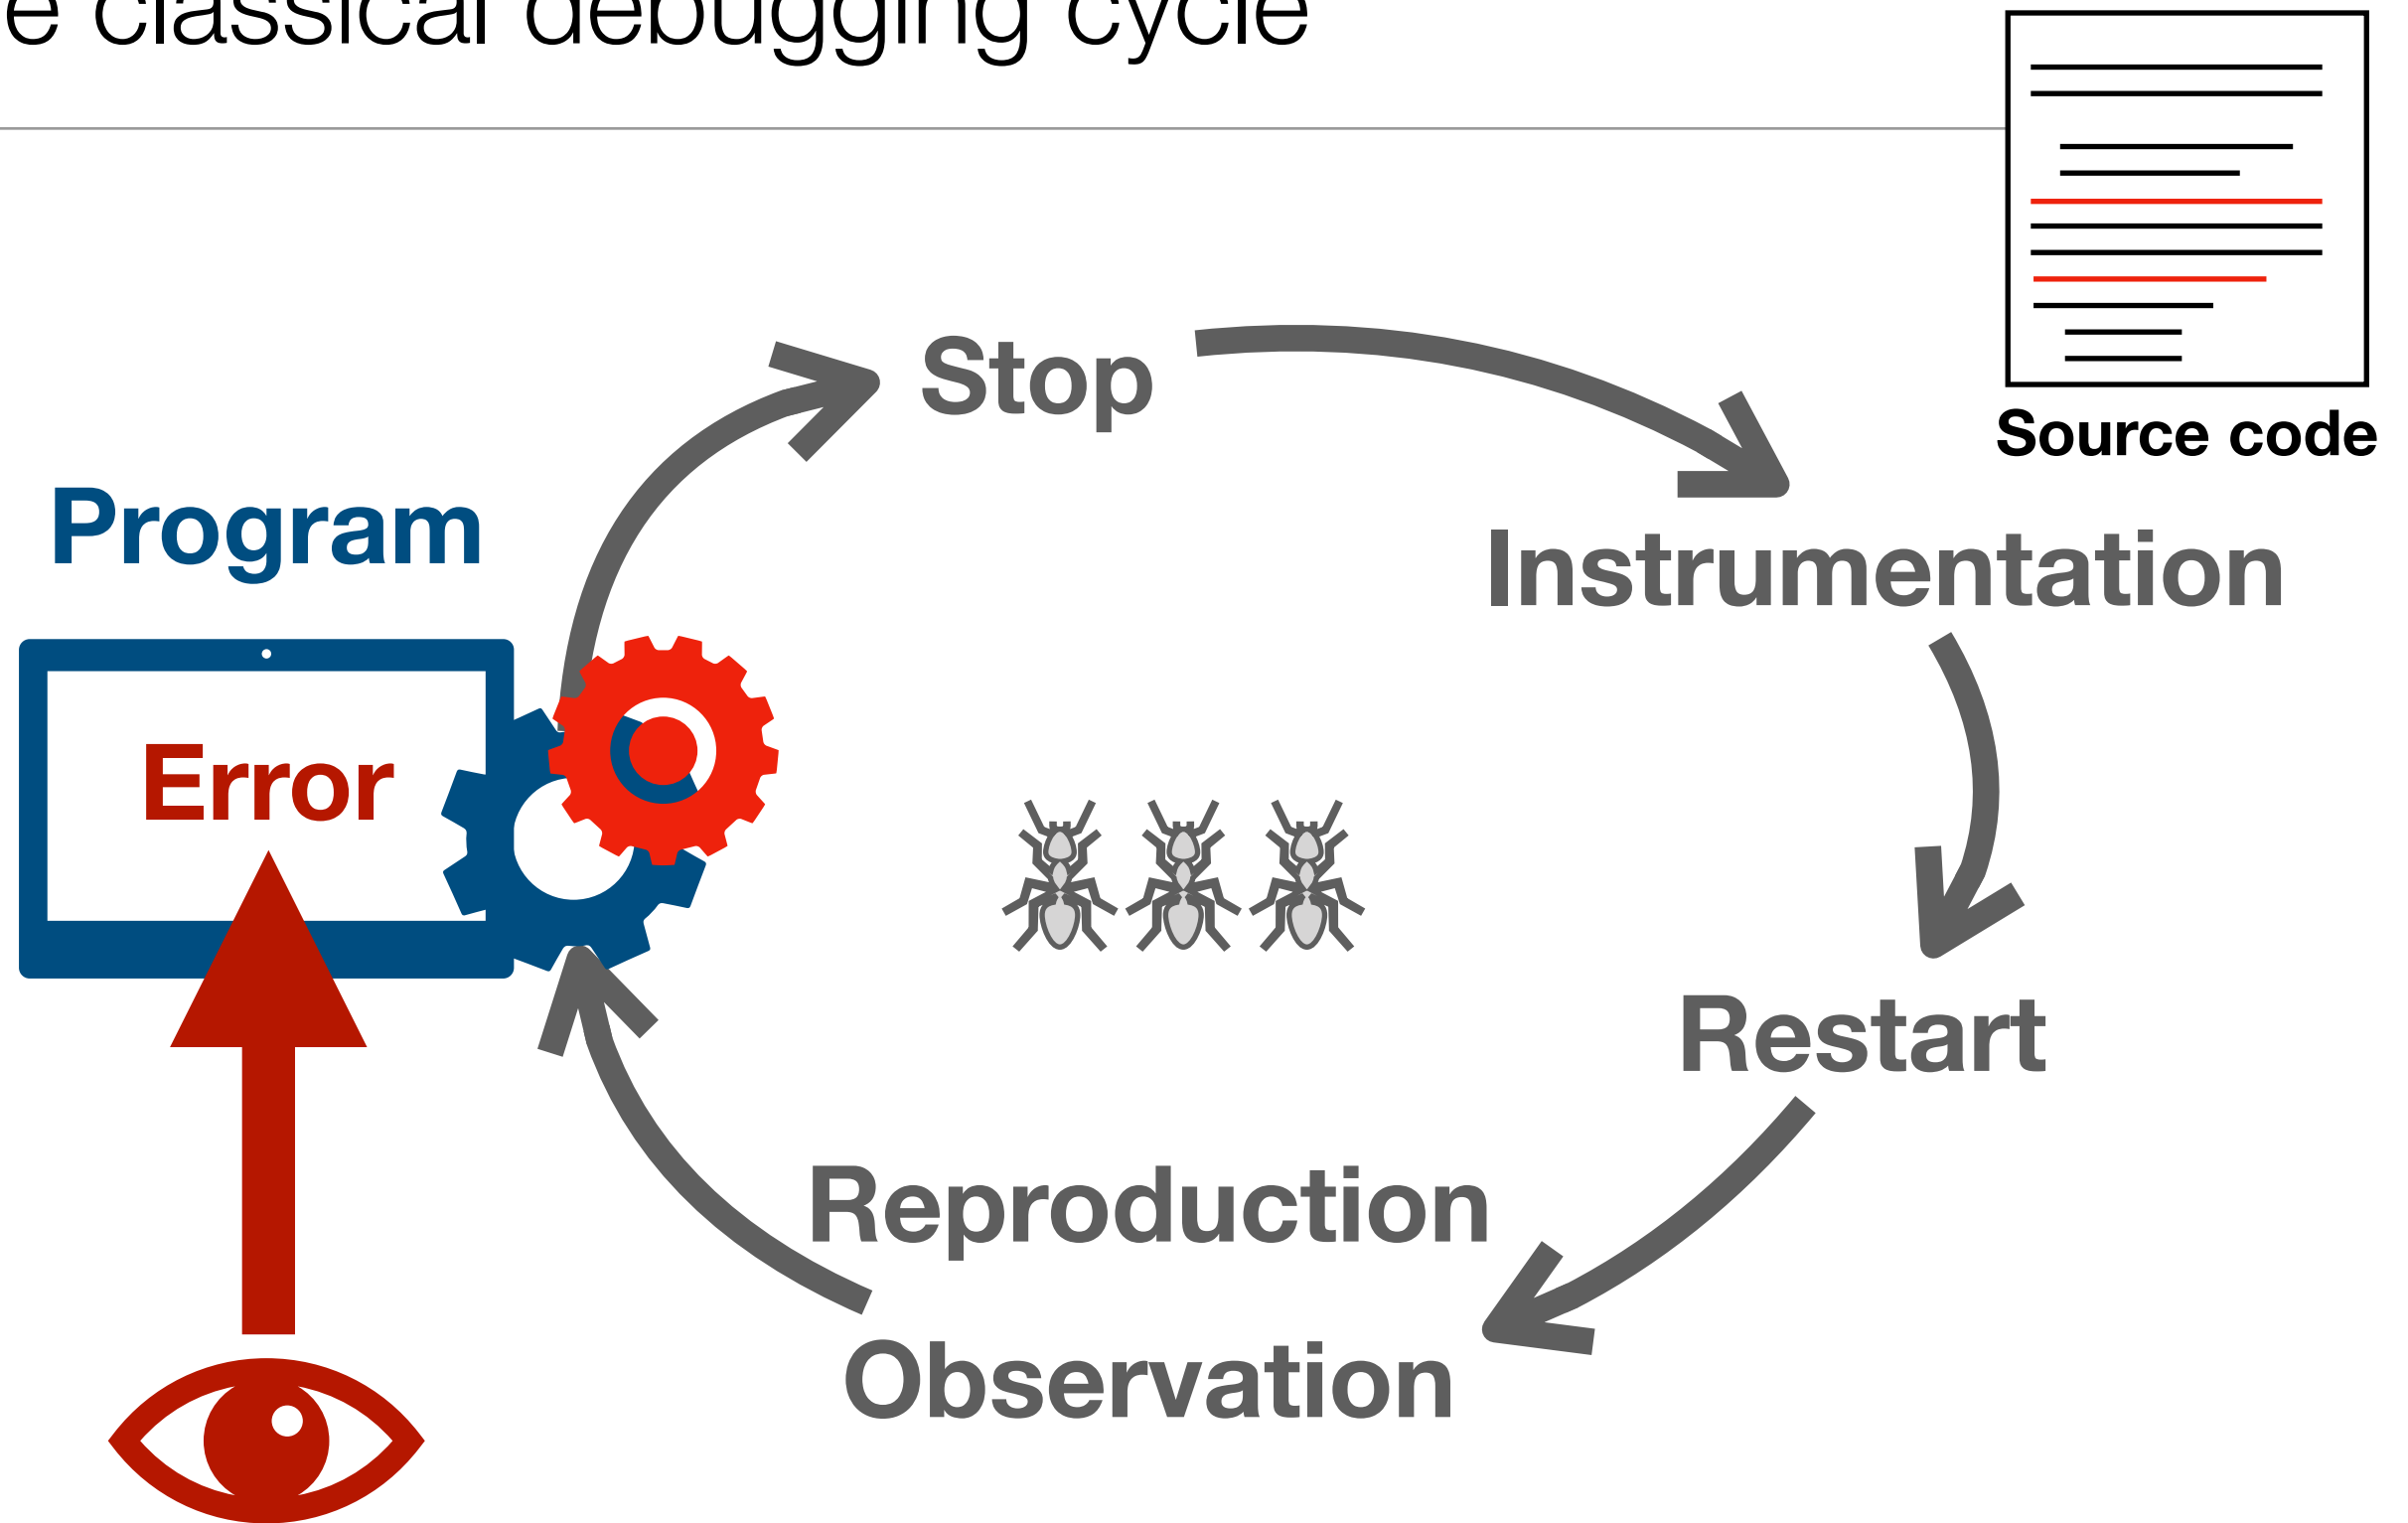 e classical debugging cycle
Stop
Source code
Program
Instrumentation
Error
Restart
Reproduction
Observation